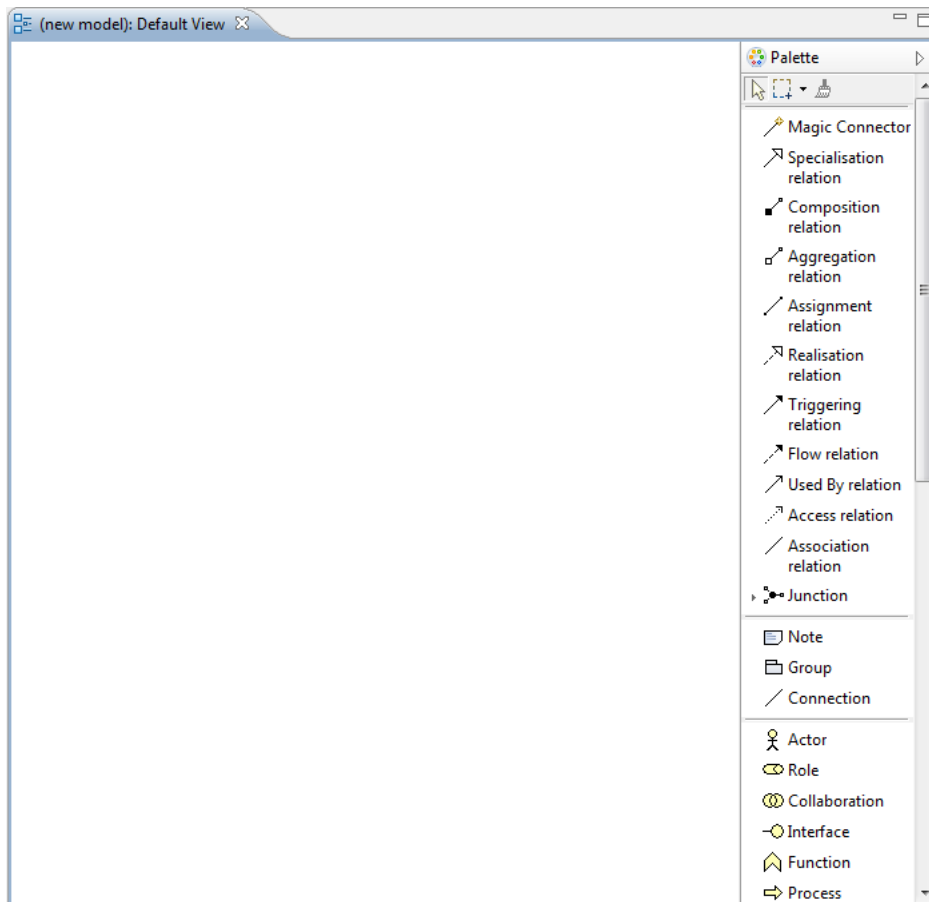 (new model): Default View
Palette
Magic Connector
Specialisation
relation
Composition
relation
Aggregation
relation
Assignment
relation
Realisation
relation
Triggering
relation
Flow relation
Used By relation
Access relation
Association
relation
Junction
Note
Group
Connection
Actor
Role
Collaboration
Interface
Function
Process